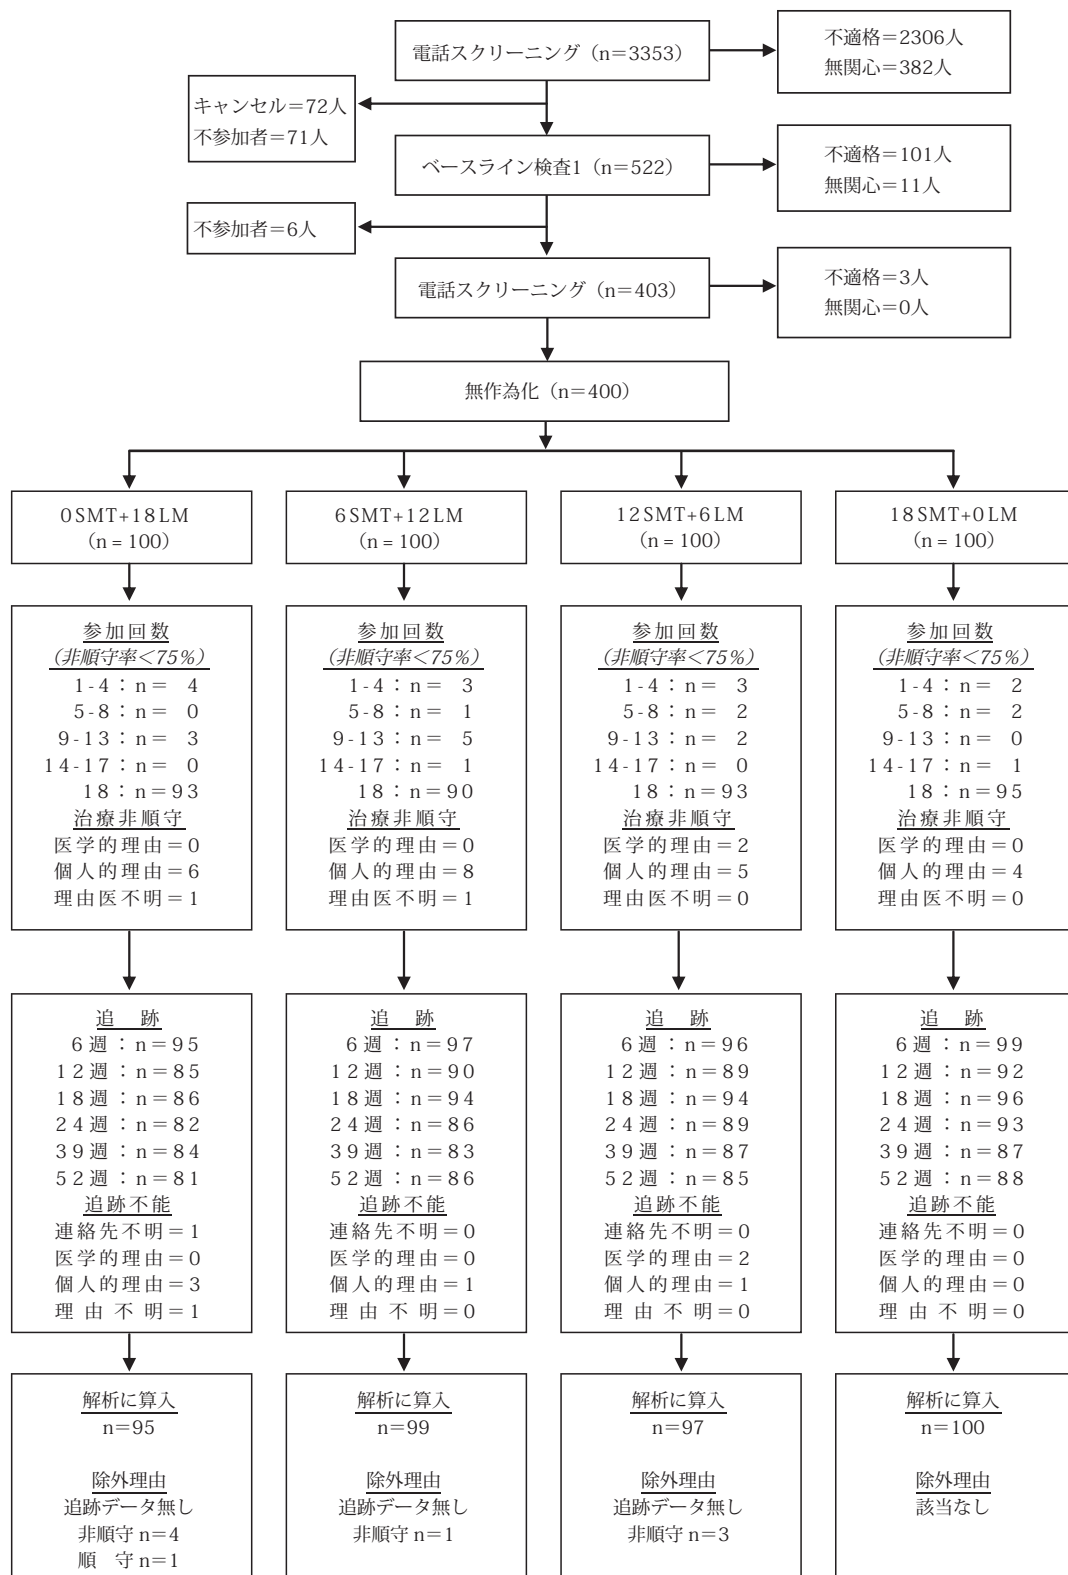 電話スクリーニング（n＝3353）
不適格＝2306人
無関心＝382人
キャンセル＝72人
不参加者＝71人
ベースライン検査1（n＝522）
不適格＝101人
無関心＝11人
不参加者＝6人
電話スクリーニング（n＝403）
不適格＝3人
無関心＝0人
無作為化（n＝400）
0SMT+18LM
（n = 100）
参加回数
（非順守率＜75％）
1-4：n＝ 4
5-8：n＝ 0
9-13：n＝ 3
14-17：n＝ 0
18：n＝93
治療非順守
医学的理由＝0
個人的理由＝6
理由医不明＝1
追 跡
6週：n＝95
12週：n＝85
18週：n＝86
24週：n＝82
39週：n＝84
52週：n＝81
追跡不能
連絡先不明＝1
医学的理由＝0
個人的理由＝3
理由不明＝1
解析に算入
n＝95
除外理由
追跡データ無し
非順守 n＝4
順 守 n＝1
6SMT+12LM
（n = 100）
参加回数
（非順守率＜75％）
1-4：n＝ 3
5-8：n＝ 1
9-13：n＝ 5
14-17：n＝ 1
18：n＝90
治療非順守
医学的理由＝0
個人的理由＝8
理由医不明＝1
追 跡
6週：n＝97
12週：n＝90
18週：n＝94
24週：n＝86
39週：n＝83
52週：n＝86
追跡不能
連絡先不明＝0
医学的理由＝0
個人的理由＝1
理由不明＝0
解析に算入
n＝99
除外理由
追跡データ無し
非順守 n＝1
12SMT+6LM
（n = 100）
参加回数
（非順守率＜75％）
1-4：n＝ 3
5-8：n＝ 2
9-13：n＝ 2
14-17：n＝ 0
18：n＝93
治療非順守
医学的理由＝2
個人的理由＝5
理由医不明＝0
追 跡
6週：n＝96
12週：n＝89
18週：n＝94
24週：n＝89
39週：n＝87
52週：n＝85
追跡不能
連絡先不明＝0
医学的理由＝2
個人的理由＝1
理由不明＝0
解析に算入
n＝97
除外理由
追跡データ無し
非順守 n＝3
18SMT+0LM
（n = 100）
参加回数
（非順守率＜75％）
1-4：n＝ 2
5-8：n＝ 2
9-13：n＝ 0
14-17：n＝ 1
18：n＝95
治療非順守
医学的理由＝0
個人的理由＝4
理由医不明＝0
追 跡
6週：n＝99
12週：n＝92
18週：n＝96
24週：n＝93
39週：n＝87
52週：n＝88
追跡不能
連絡先不明＝0
医学的理由＝0
個人的理由＝0
理由不明＝0
解析に算入
n＝100
除外理由
該当なし